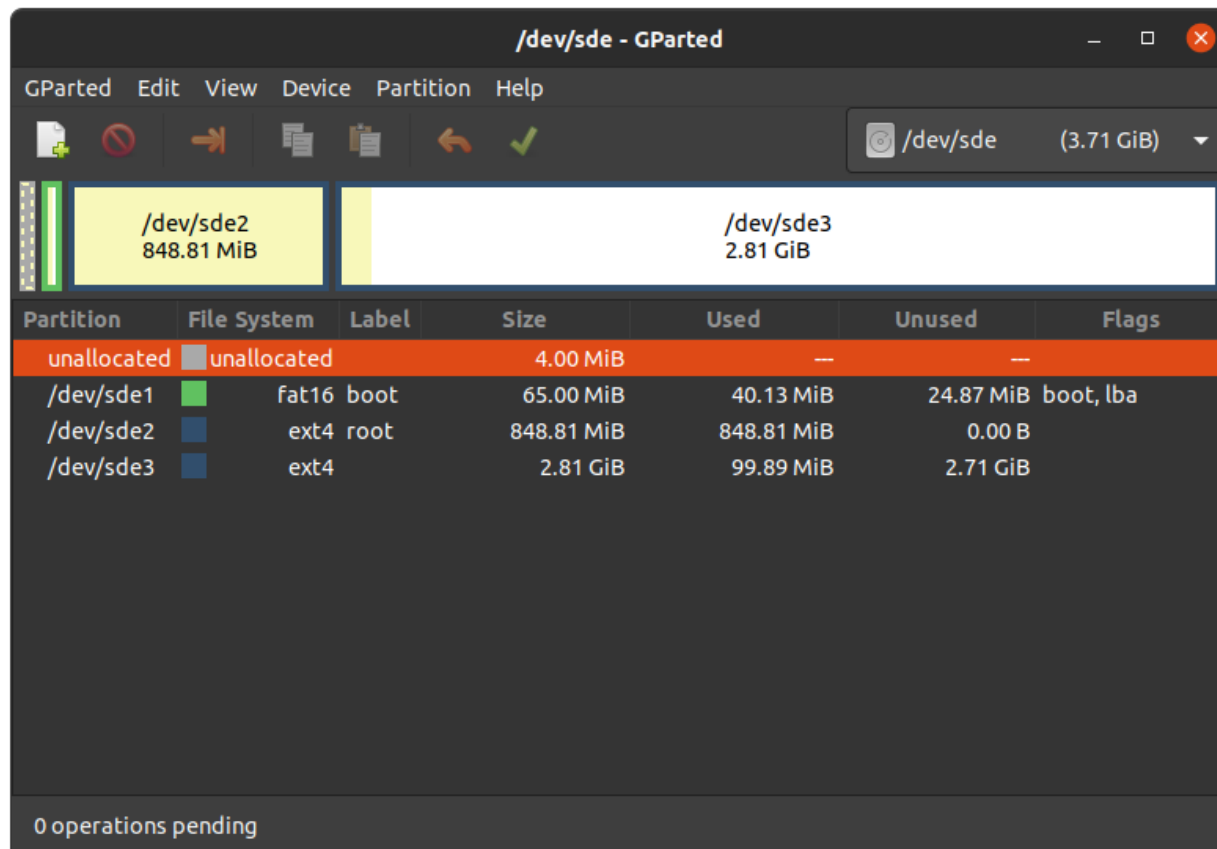 /dev/sde - GParted
GParted Edit View Device Partition Help
/dev/sde (3.71 GiB)
/dev/sde2
848.81 MiB
/dev/sde3
2.81 GiB
Partition File System Label Size Used Unused Flags
unallocated unallocated 4.00 MiB --- ---
/dev/sde1 fat16 boot 65.00 MiB 40.13 MiB 24.87 MiB boot, lba
/dev/sde2 ext4 root 848.81 MiB 848.81 MiB 0.00 B
/dev/sde3 ext4 2.81 GiB 99.89 MiB 2.71 GiB
0 operations pending